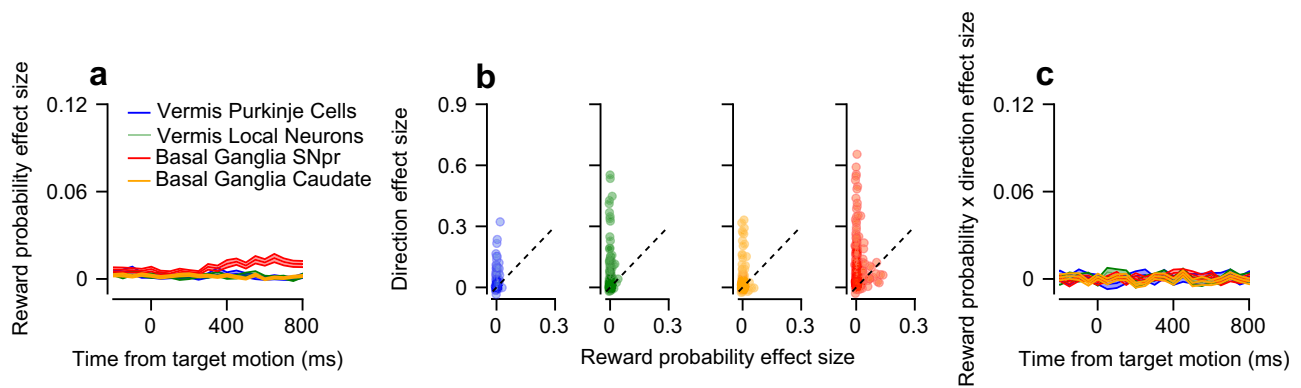 a
Reward probability effect size
0.12
0.06
0
Vermis Purkinje Cells
Vermis Local Neurons
Basal Ganglia SNpr
Basal Ganglia Caudate
0 400 800
Time from target motion (ms)
b
Direction effect size
0.9
0.6
0.3
0
0 0.3 0 0.3 0 0.3 0 0.3
Reward probability effect size
c
Reward probability x direction effect size
0.12
0.06
0
0 400 800
Time from target motion (ms)